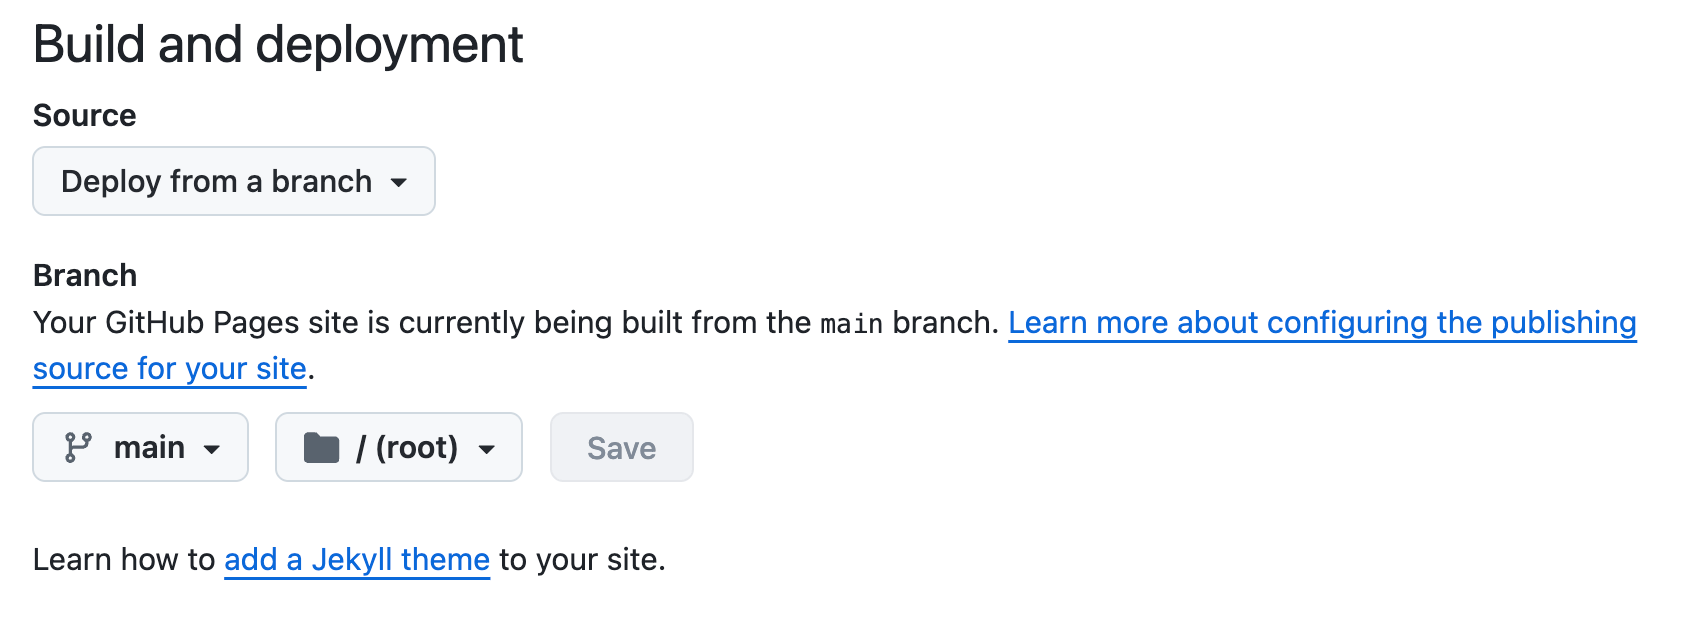 Build and deployment
Source
Deploy from a branch
Branch
Your GitHub Pages site is currently being built from the main branch. Learn more about configuring the publishing
source for your site.
main / (root) Save
Learn how to add a Jekyll theme to your site.